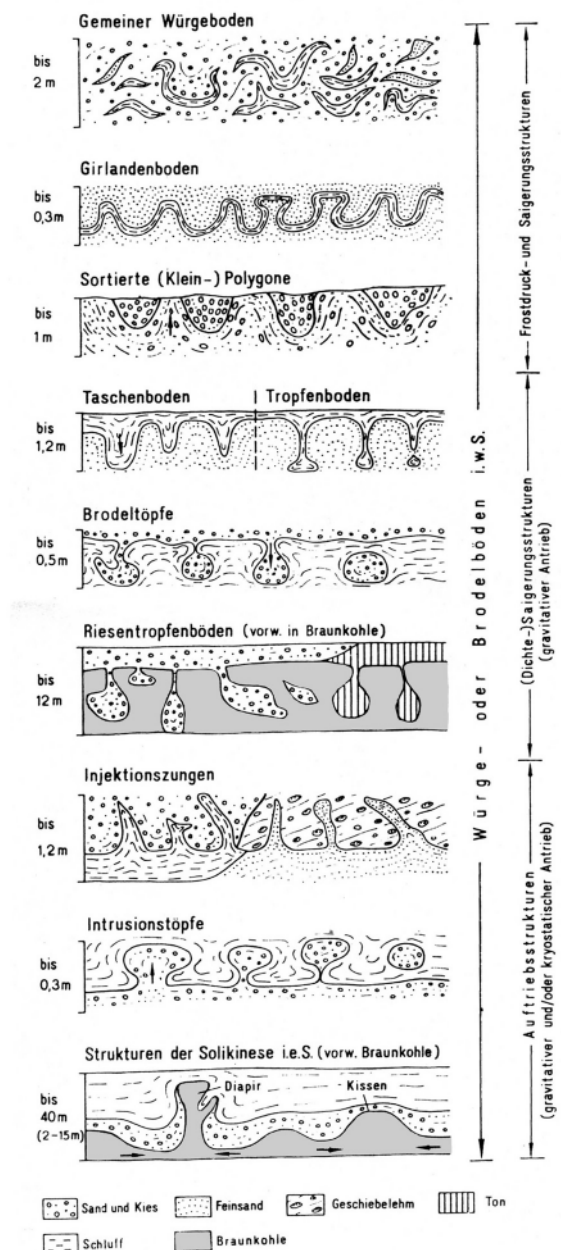 Gemeiner Würgeboden
bis
2 m
Girlandenboden
bis
0,3m
Sortierte (Klein-) Polygone
bis
1 m
Taschenboden
Tropfenboden
bis
1,2 m
Brodeltöpfe
bis
0,5m
Riesentropfenböden (vorw. in Braunkohle)
bis
12 m
Injektionszungen
bis
1,2m
Intrusionstöpfe
bis
0,3m
Strukturen der Solikinese i.e.S. (vorw. Braunkohle)
Diapir
Kissen
bis
40m
(2-15m)
Würge- oder Brodelböden i.w.S.
Frostdruck- und Saigerungsstrukturen
(Dichte-)Saigerungsstrukturen
(gravitativer Antrieb)
Auftriebsstrukturen
(gravitativer und/oder kryostatischer Antrieb)
Sand und Kies
Feinsand
Geschiebelehm
Ton
Schluff
Braunkohle